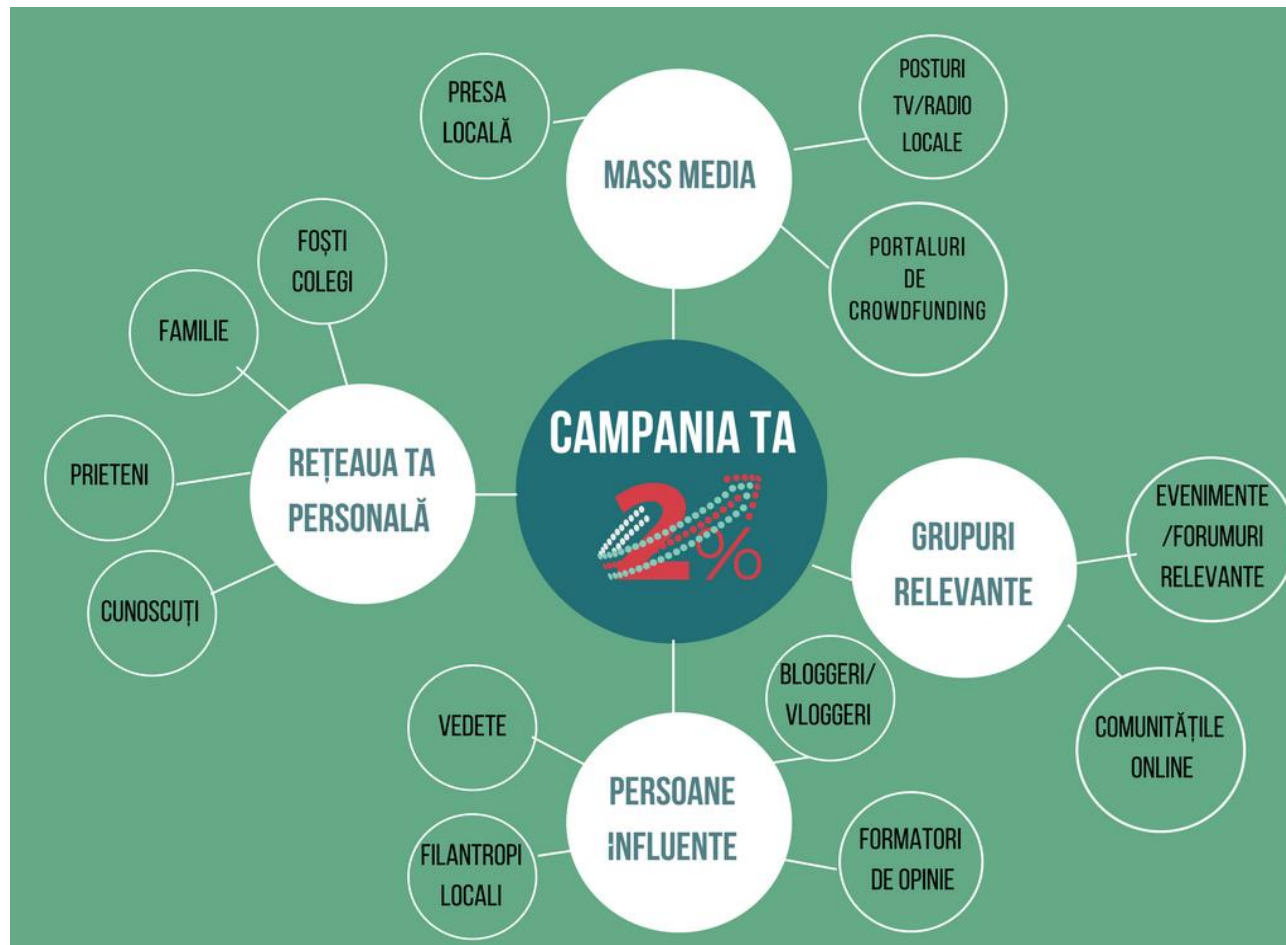 PRESA
LOCALĂ
MASS MEDIA
POSTURI
TV/RADIO
LOCALE
PORTALURI
DE
CROWDFUNDING
FOȘTI
COLEGI
FAMILIE
PRIETENI
CUNOSCUȚI
REȚEAUA TA
PERSONALĂ
CAMPANIA TA
2%
GRUPURI
RELEVANTE
EVENIMENTE
/FORUMURI
RELEVANTE
COMUNITĂȚILE
ONLINE
BLOGGERI/
VLOGGERI
VEDETE
PERSOANE
INFLUENTE
FILANTROPI
LOCALI
FORMATORI
DE OPINIE